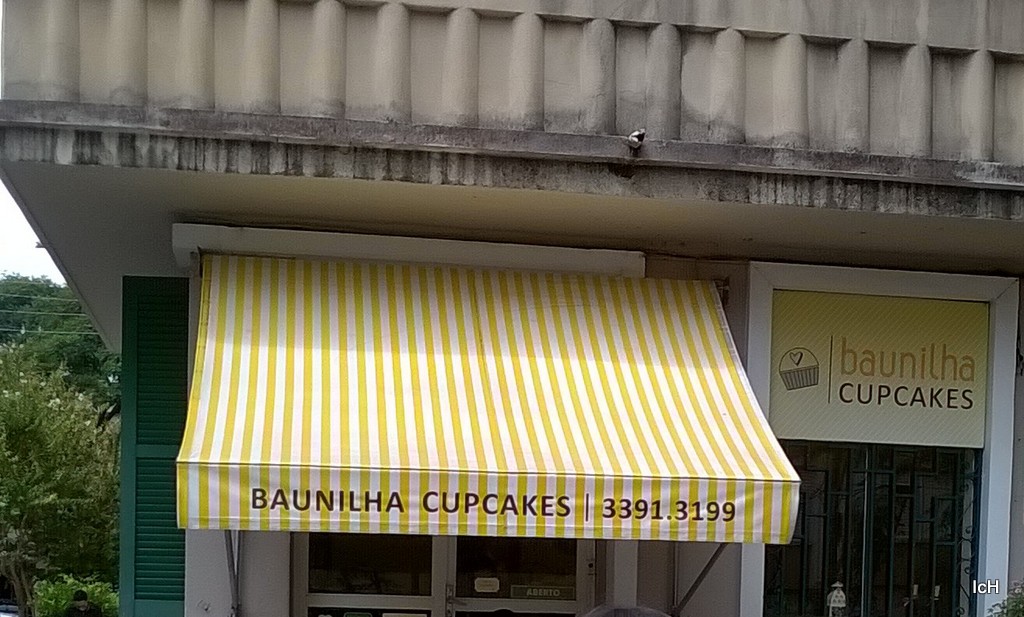 baunilha
CUPCAKES
BAUNILHA CUPCAKES | 3391.3199
ABERTO
IcH